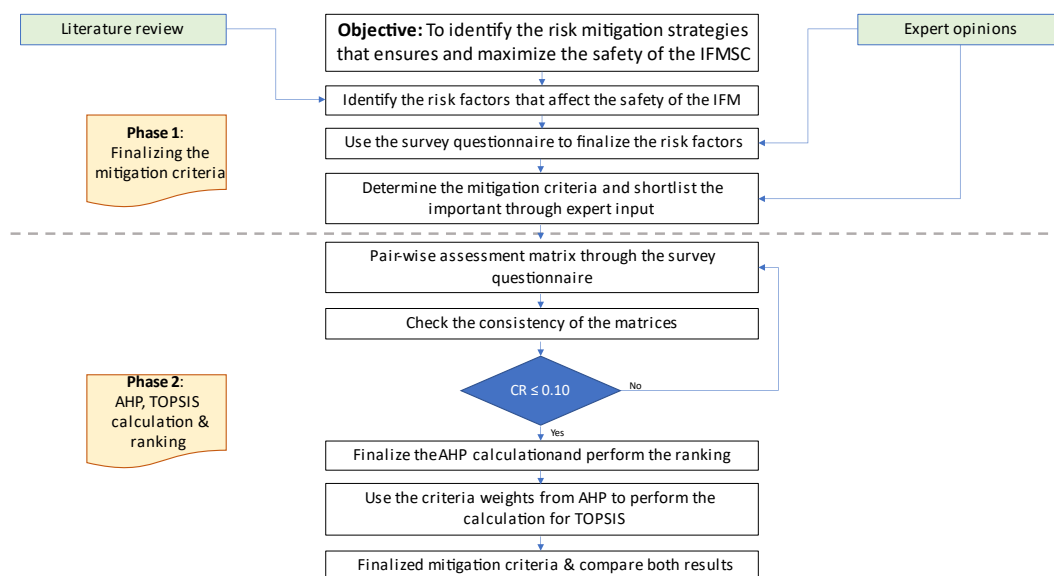 Literature review
Objective: To identify the risk mitigation strategies
that ensures and maximize the safety of the IFMSC
Expert opinions
Identify the risk factors that affect the safety of the IFM
Phase 1:
Finalizing the
mitigation criteria
Use the survey questionnaire to finalize the risk factors
Determine the mitigation criteria and shortlist the
important through expert input
Pair-wise assessment matrix through the survey
questionnaire
Check the consistency of the matrices
Phase 2:
AHP, TOPSIS
calculation &
ranking
CR ≤ 0.10
No
Yes
Finalize the AHP calculationand perform the ranking
Use the criteria weights from AHP to perform the
calculation for TOPSIS
Finalized mitigation criteria & compare both results